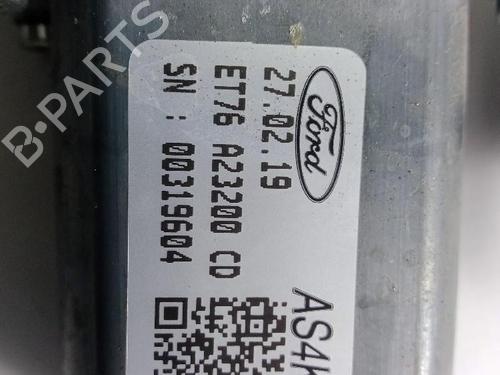 B-PARTS
Ford
27.02.19
ET76 A23200 CD
SN : 00319604
AS4